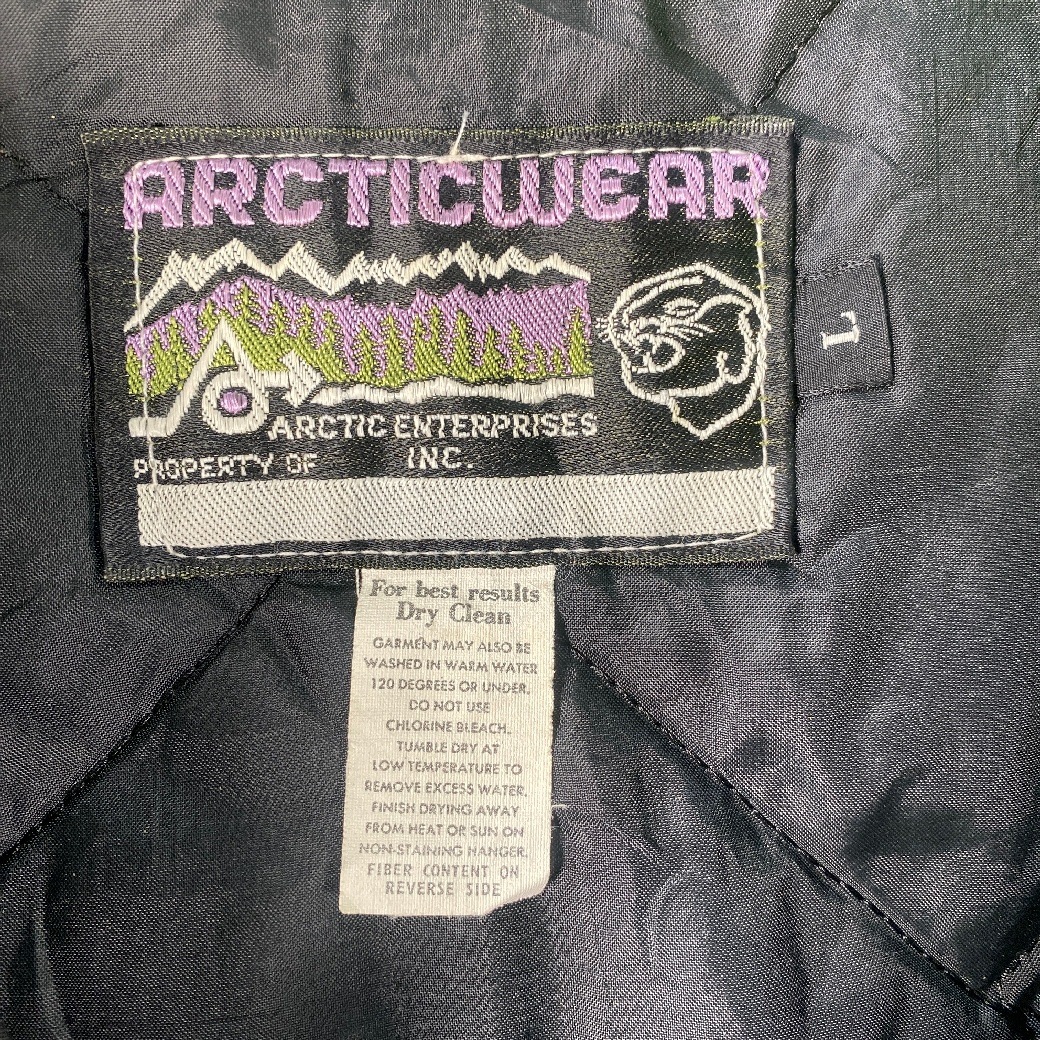 ARCTICWEAR
L
ARCTIC ENTERPRISES
PROPERTY OF INC.
For best results
Dry Clean
GARMENT MAY ALSO BE
WASHED IN WARM WATER
120 DEGREES OR UNDER.
DO NOT USE
CHLORINE BLEACH.
TUMBLE DRY AT
LOW TEMPERATURE TO
REMOVE EXCESS WATER.
FINISH DRYING AWAY
FROM HEAT OR SUN ON
NON-STAINING HANGER.
FIBER CONTENT ON
REVERSE SIDE